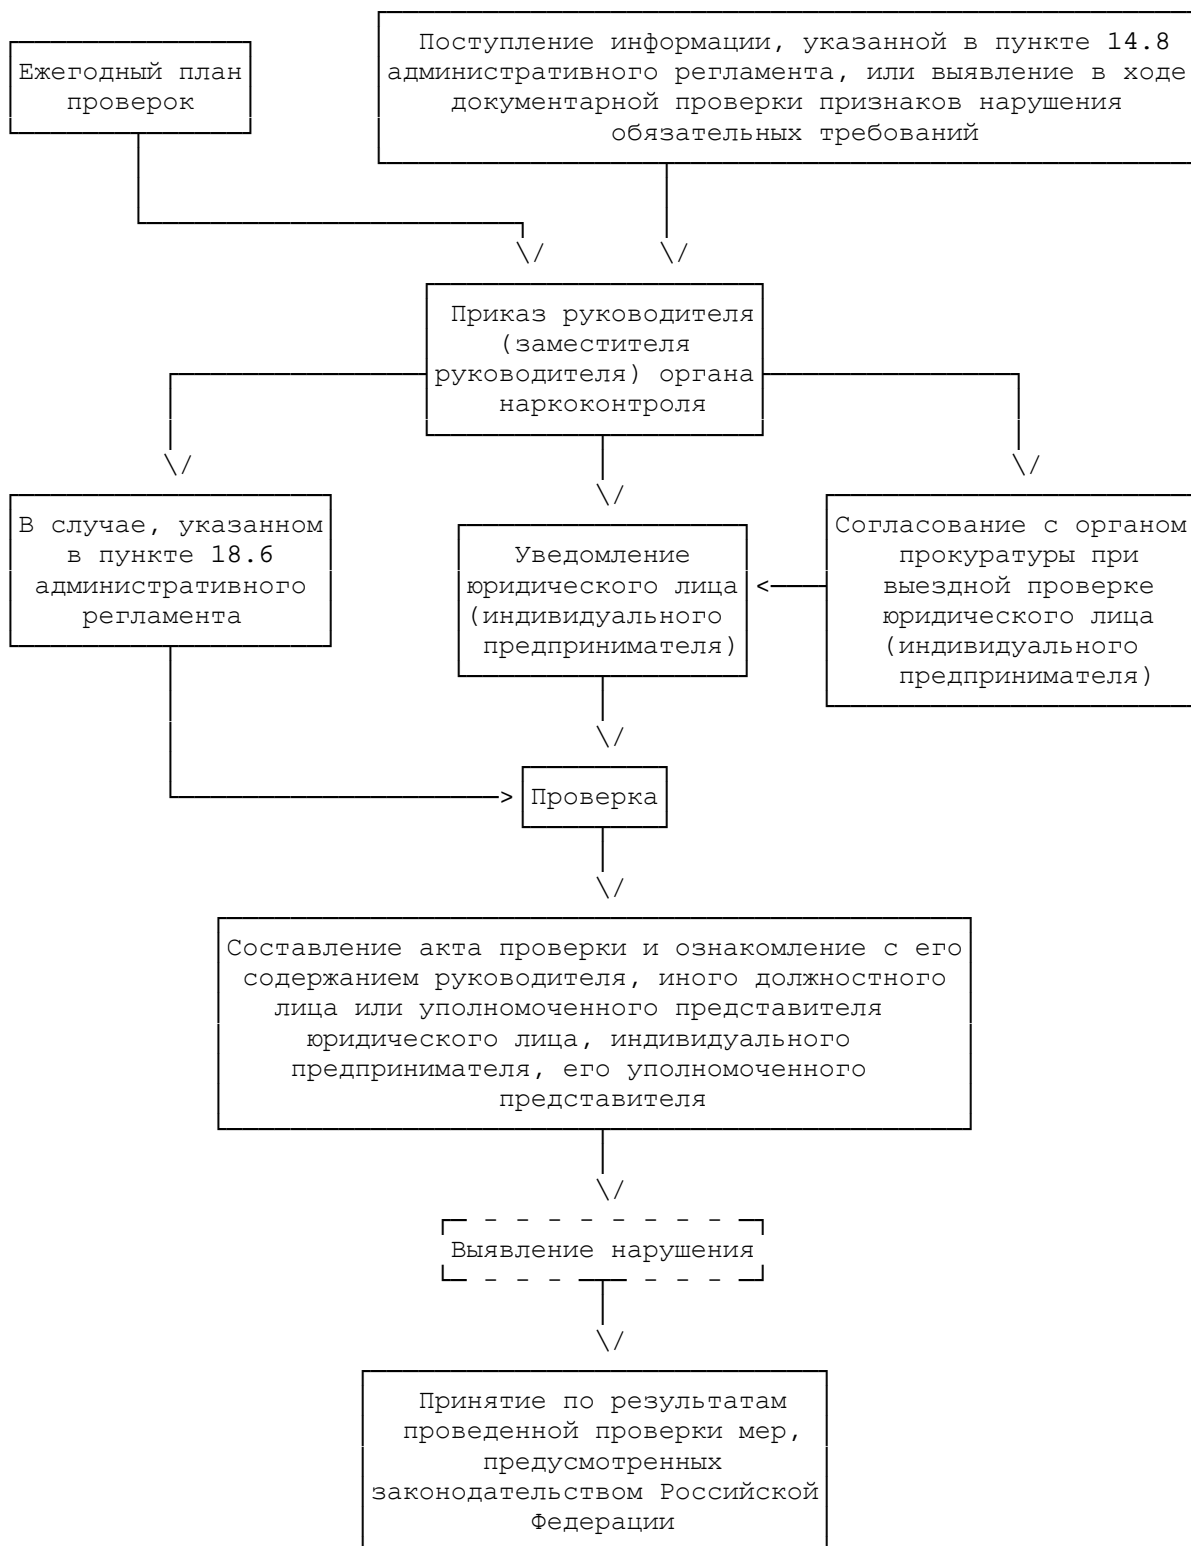 Ежегодный план
проверок
Поступление информации, указанной в пункте 14.8
административного регламента, или выявление в ходе
документарной проверки признаков нарушения
обязательных требований
Приказ руководителя
(заместителя
руководителя) органа
наркоконтроля
В случае, указанном
в пункте 18.6
административного
регламента
Уведомление
юридического лица
(индивидуального
предпринимателя)
Согласование с органом
прокуратуры при
выездной проверке
юридического лица
(индивидуального
предпринимателя)
Проверка
Составление акта проверки и ознакомление с его
содержанием руководителя, иного должностного
лица или уполномоченного представителя
юридического лица, индивидуального
предпринимателя, его уполномоченного
представителя
Выявление нарушения
Принятие по результатам
проведенной проверки мер,
предусмотренных
законодательством Российской
Федерации